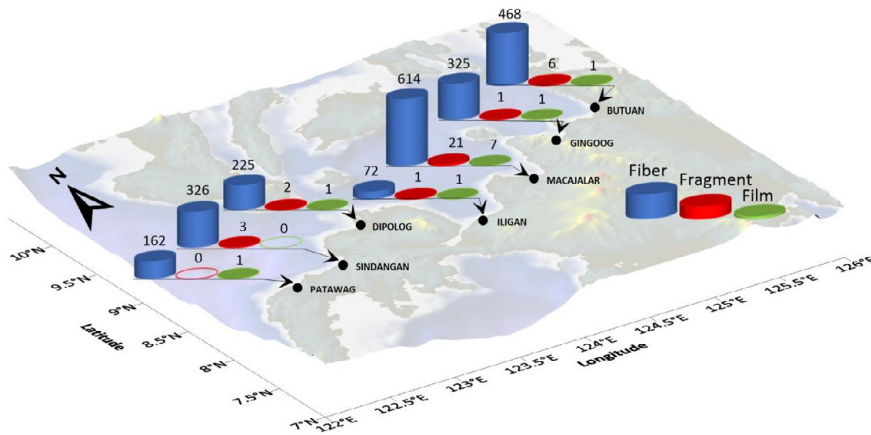 468
325 6 1
614
1 1
BUTUAN
GINGOOG
21 7
225 72
MACAJALAR
Fiber
Fragment
Film
326
2 1
1 1
N
162
3 0
DIPOLOG
ILIGAN
0 1
SINDANGAN
PATAWAG
10°N
9.5°N
9°N
8.5°N
8°N
7.5°N
7°N
Latitude
122°E
122.5°E
123°E
123.5°E
124°E
124.5°E
125°E
125.5°E
126°E
Longitude